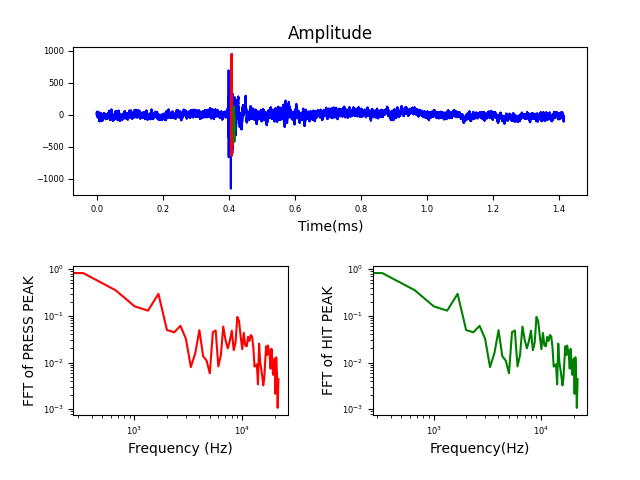 Amplitude
1000
500
0
−500
−1000
0.0 0.2 0.4 0.6 0.8 1.0 1.2 1.4
Time(ms)
FFT of PRESS PEAK
10⁰
10⁻¹
10⁻²
10⁻³
10³ 10⁴
Frequency (Hz)
FFT of HIT PEAK
10⁰
10⁻¹
10⁻²
10⁻³
10³ 10⁴
Frequency(Hz)